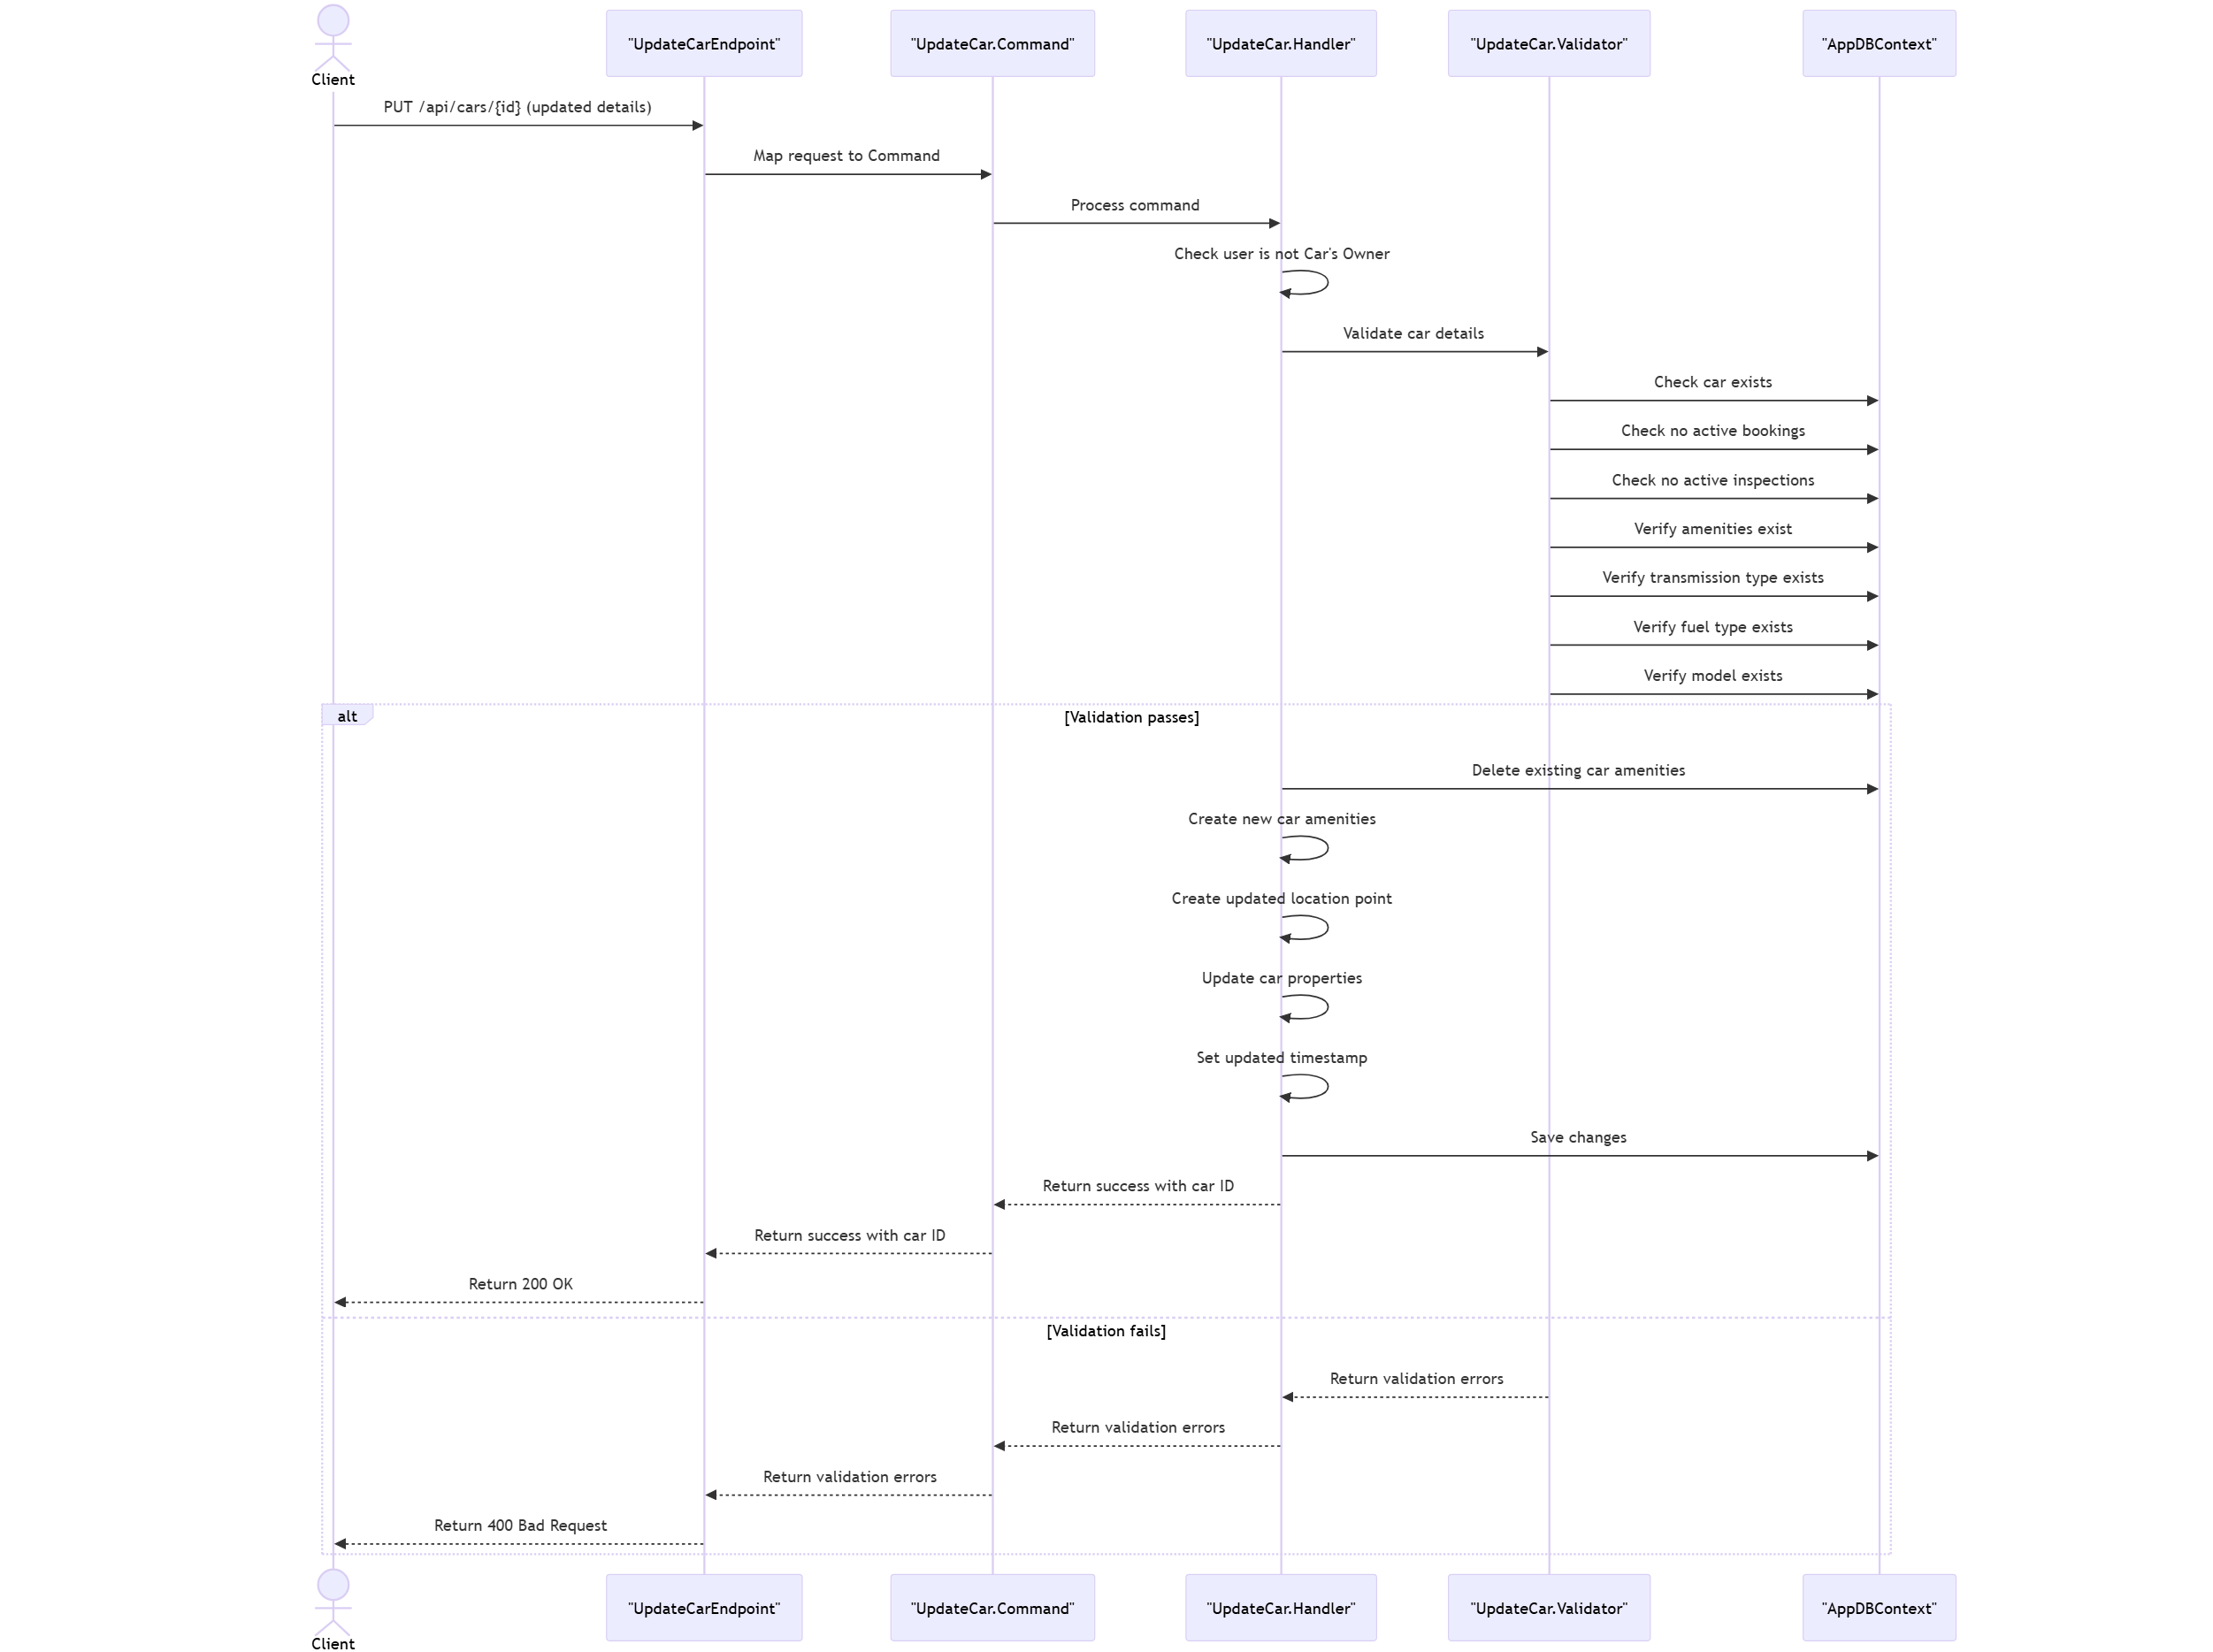 Client
"UpdateCarEndpoint"
"UpdateCar.Command"
"UpdateCar.Handler"
"UpdateCar.Validator"
"AppDBContext"
PUT /api/cars/{id} (updated details)
Map request to Command
Process command
Check user is not Car's Owner
Validate car details
Check car exists
Check no active bookings
Check no active inspections
Verify amenities exist
Verify transmission type exists
Verify fuel type exists
Verify model exists
alt
[Validation passes]
Delete existing car amenities
Create new car amenities
Create updated location point
Update car properties
Set updated timestamp
Save changes
Return success with car ID
Return success with car ID
Return 200 OK
[Validation fails]
Return validation errors
Return validation errors
Return validation errors
Return 400 Bad Request
Client
"UpdateCarEndpoint"
"UpdateCar.Command"
"UpdateCar.Handler"
"UpdateCar.Validator"
"AppDBContext"